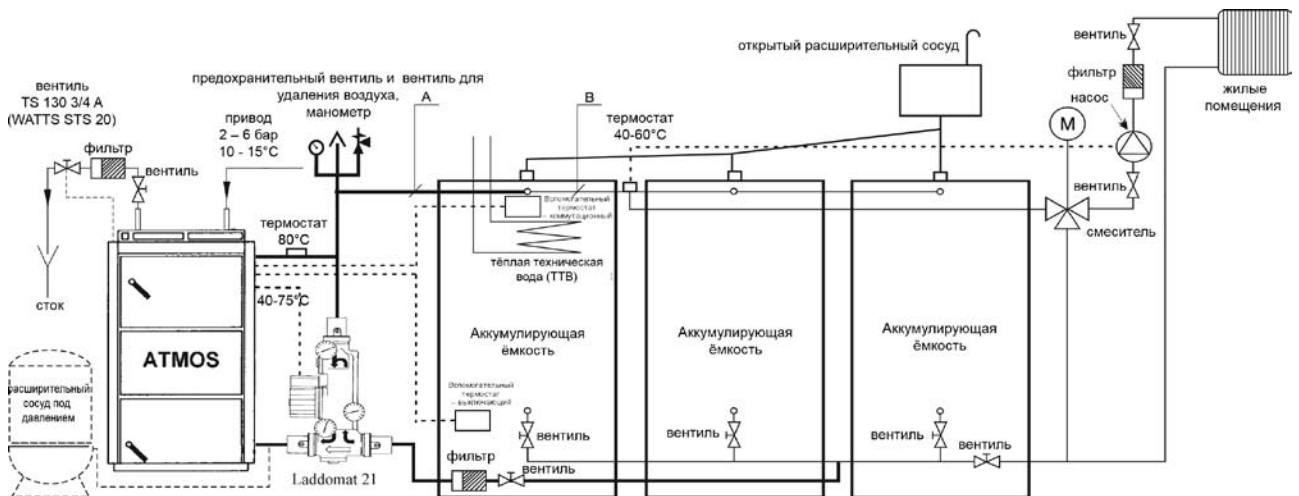 вентиль
TS 130 3/4 A
(WATTS STS 20)
фильтр
вентиль
сток
расширительный
сосуд под
давлением
привод
2 – 6 бар
10 - 15°C
предохранительный вентиль и вентиль для
удаления воздуха,
манометр
термостат
80°C
40-75°C
ATMOS
Laddomat 21
A
B
Вспомогательный
термостат
– коммутационный
тёплая техническая
вода (ТТВ)
Аккумулирующая
ёмкость
Вспомогательный
термостат
– выключающий
вентиль
фильтр
вентиль
термостат
40-60°C
Аккумулирующая
ёмкость
вентиль
открытый расширительный сосуд
Аккумулирующая
ёмкость
вентиль
вентиль
вентиль
фильтр
насос
M
вентиль
смеситель
жилые
помещения